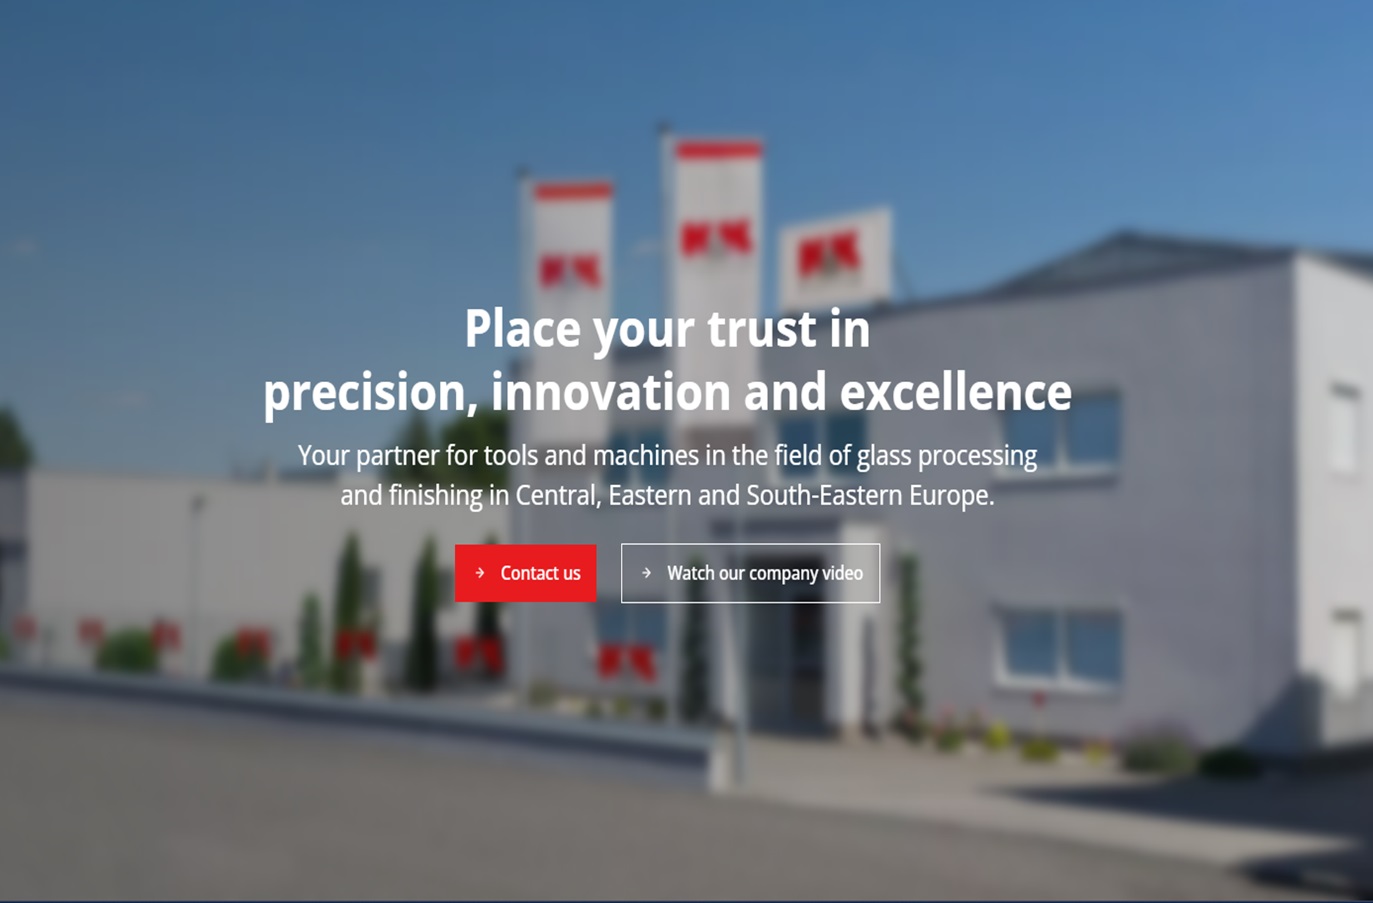 Place your trust in
precision, innovation and excellence
Your partner for tools and machines in the field of glass processing
and finishing in Central, Eastern and South-Eastern Europe.
Contact us
Watch our company video